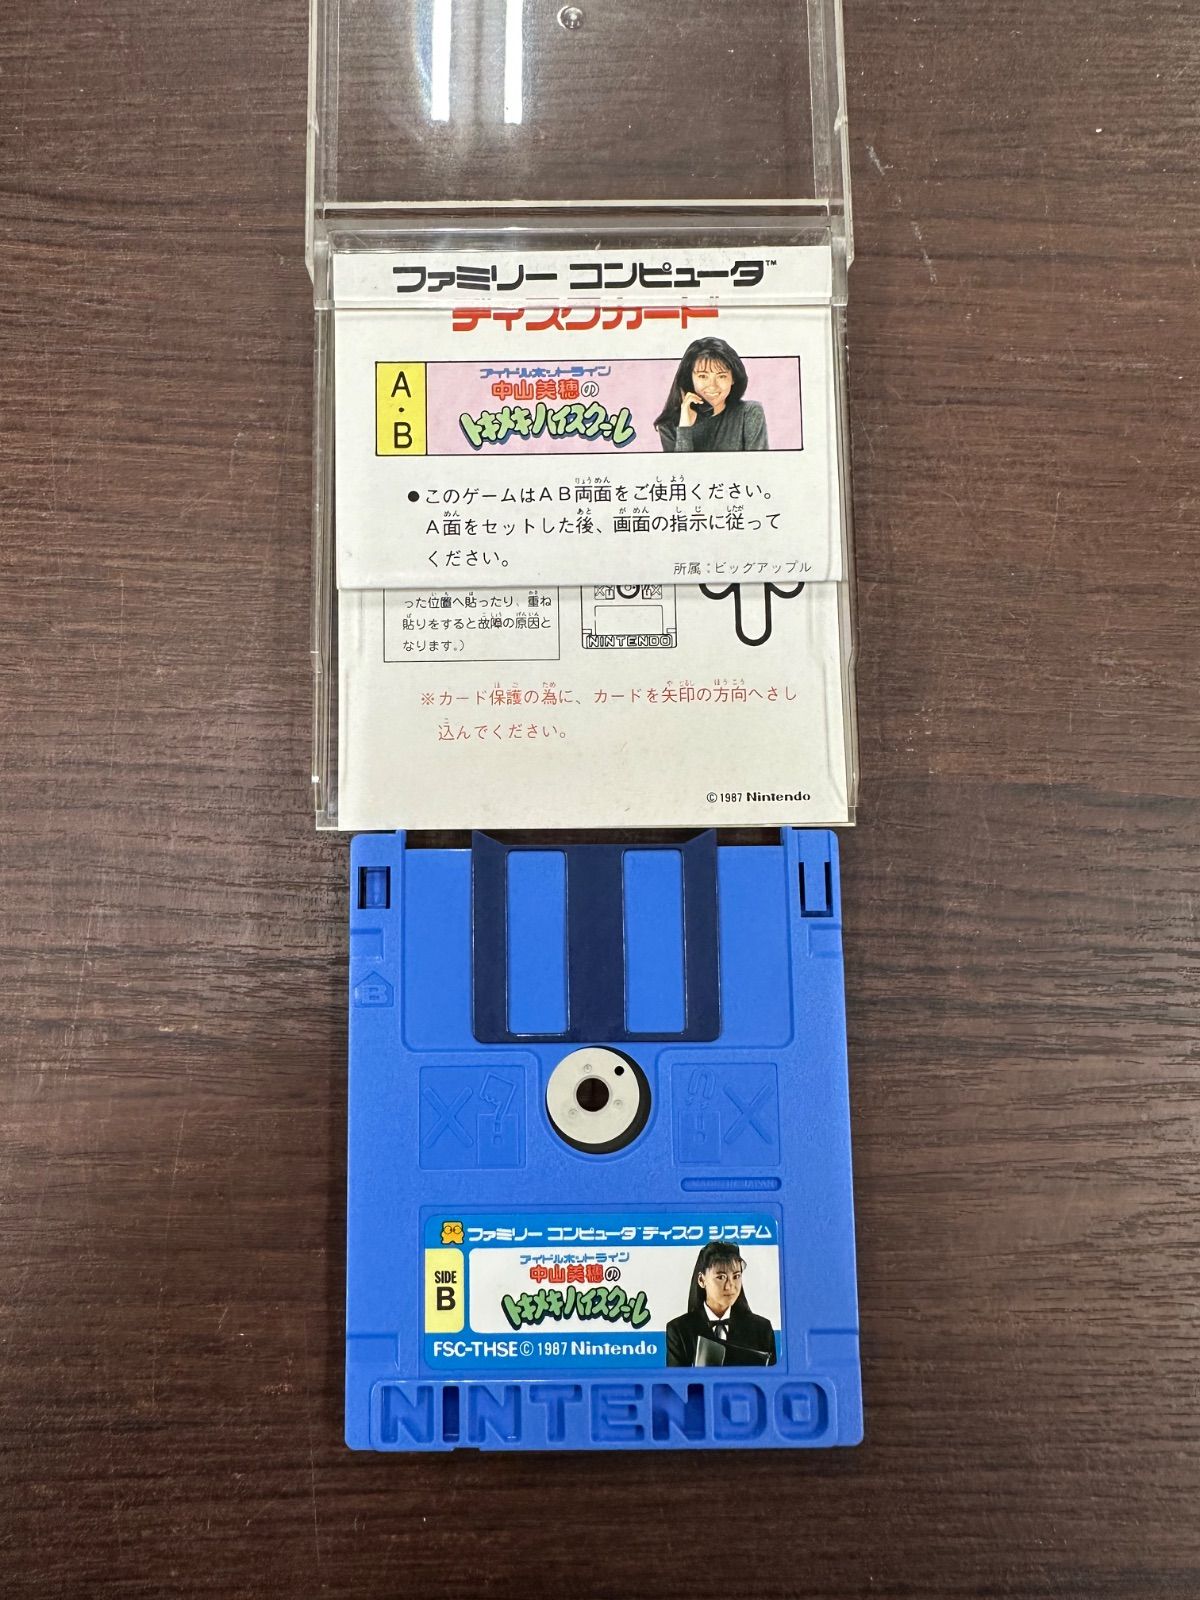 ファミリー コンピュータ™
ディスクカード
A・B
アイドルホットライン
中山美穂の
トキメキハイスクール
●このゲームはAB両面をご使用ください。
A面をセットした後、画面の指示に従って
ください。
所属：ビッグアップル
った位置へ貼ったり、重ね
貼りをすると故障の原因と
なります。)
NINTENDO
※カード保護の為に、カードを矢印の方向へさし
込んでください。
©1987 Nintendo
B
MADE IN JAPAN
ファミリー コンピュータ™ ディスク システム
SIDE
B
アイドルホットライン
中山美穂の
トキメキハイスクール
FSC-THSE © 1987 Nintendo
NINTENDO